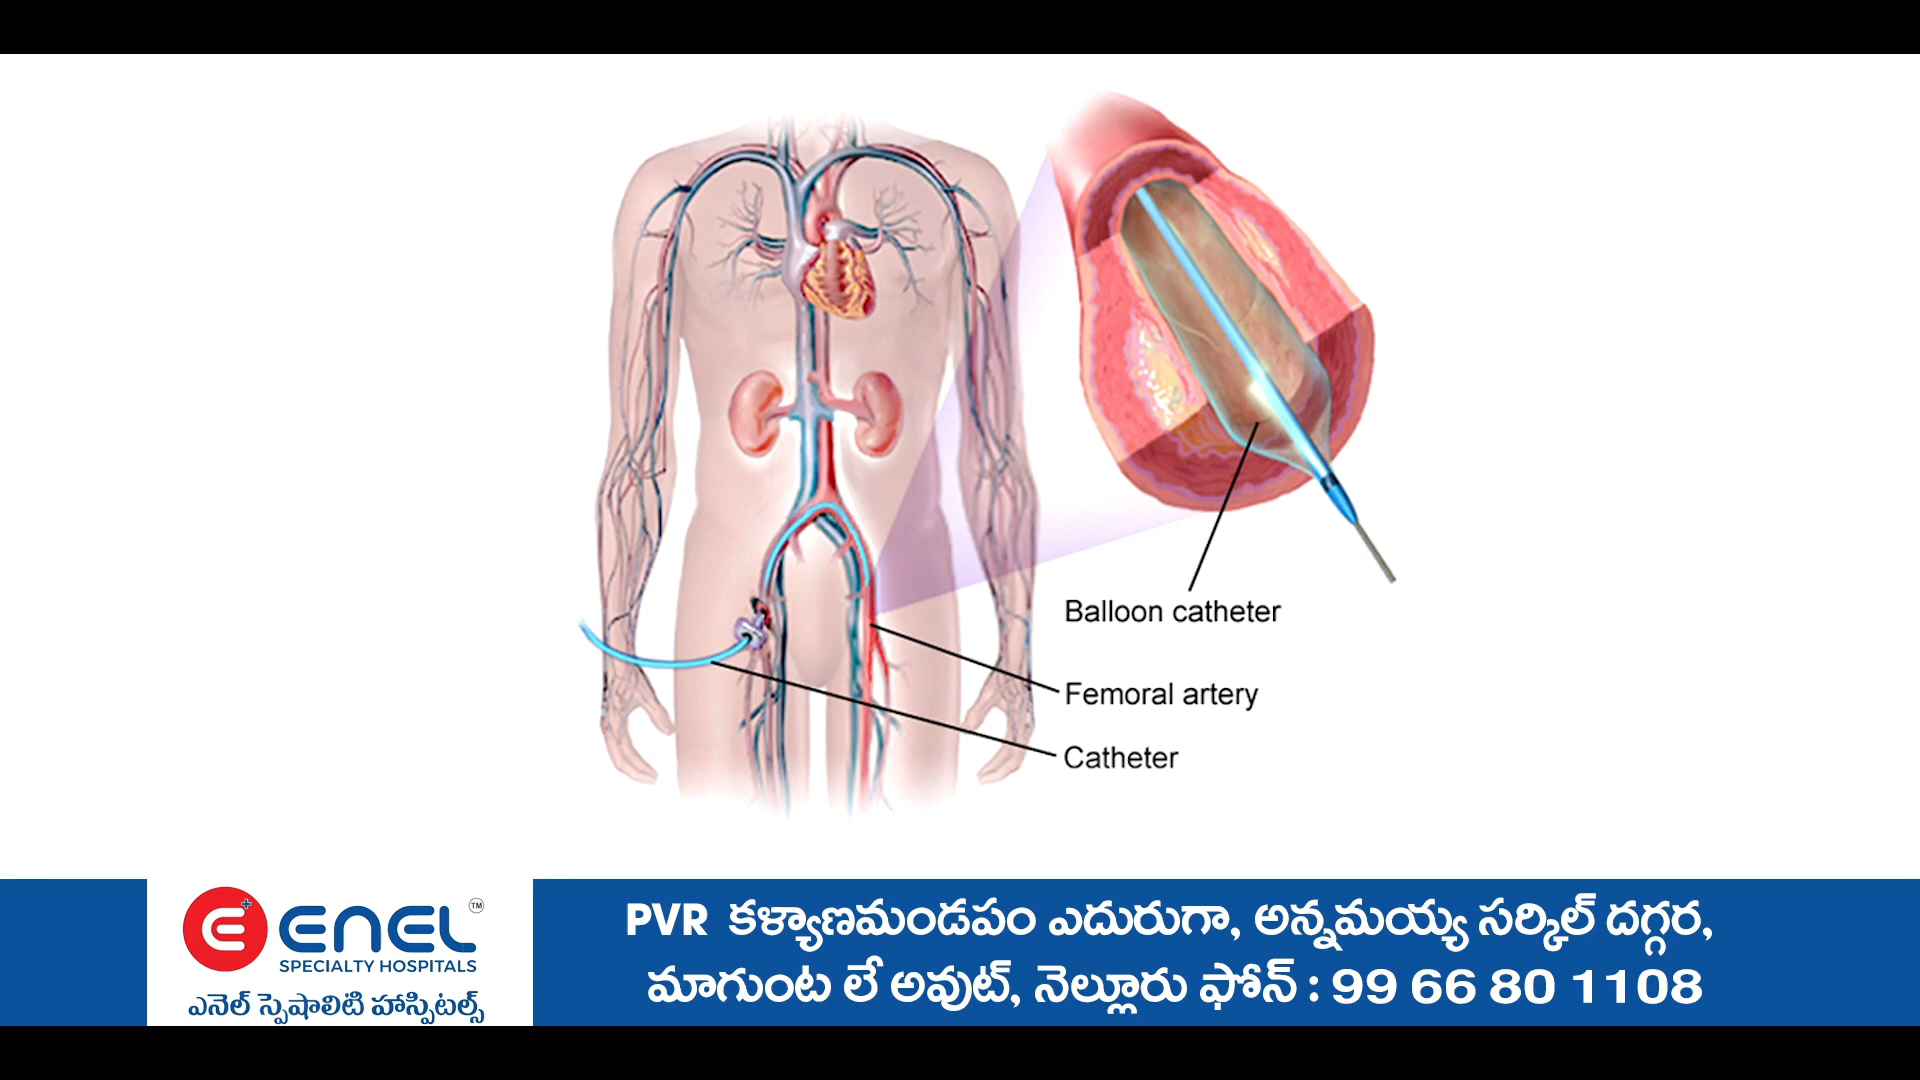 Balloon catheter
Femoral artery
Catheter
ENEL TM
SPECIALTY HOSPITALS
ఎనెల్ స్పెషాలిటి హాస్పిటల్స్
PVR కళ్యాణమండపం ఎదురుగా, అన్నమయ్య సర్కిల్ దగ్గర,
మాగుంట లే అవుట్, నెల్లూరు ఫోన్ : 99 66 80 1108